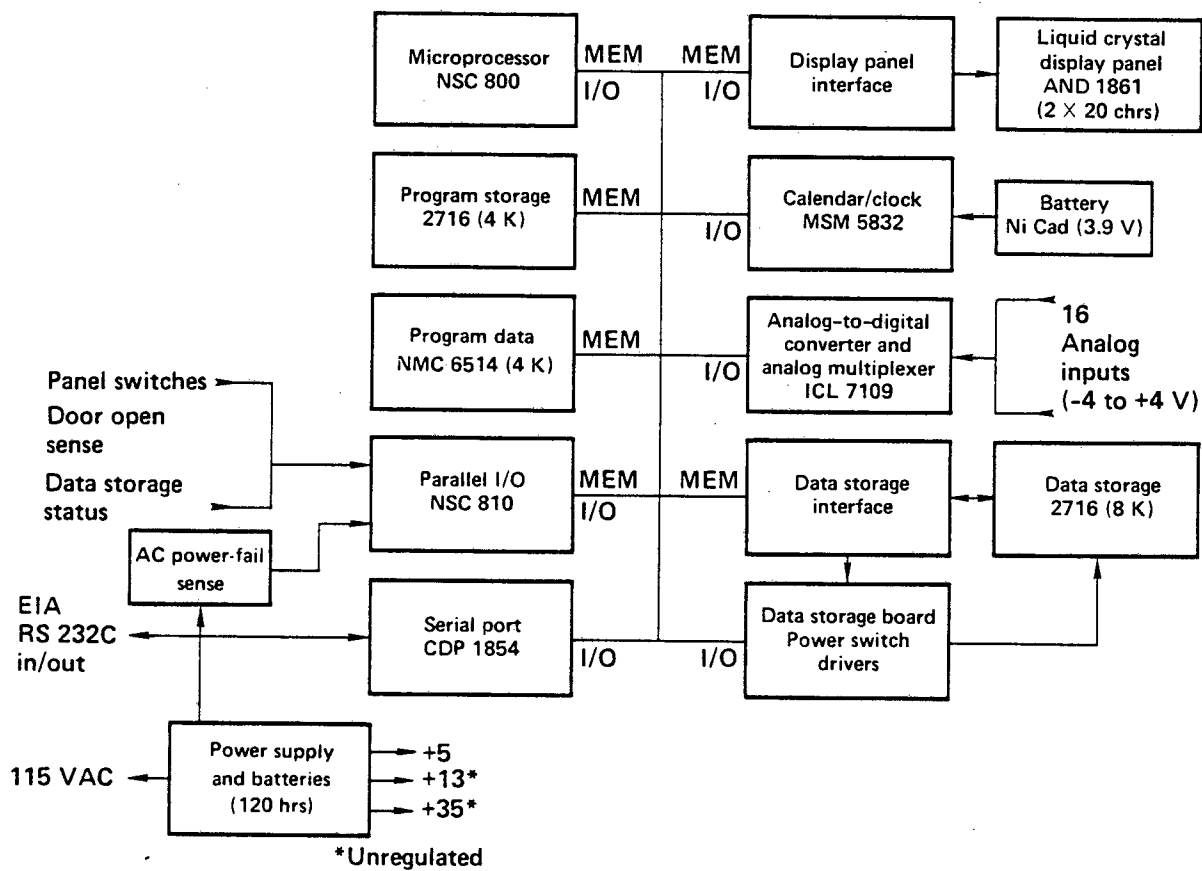 Microprocessor
NSC 800
MEM
I/O
MEM
I/O
Display panel
interface
Liquid crystal
display panel
AND 1861
(2 X 20 chrs)
Program storage
2716 (4 K)
MEM
I/O
Calendar/clock
MSM 5832
Battery
Ni Cad (3.9 V)
Program data
NMC 6514 (4 K)
MEM
I/O
Analog-to-digital
converter and
analog multiplexer
ICL 7109
16
Analog
inputs
(-4 to +4 V)
Panel switches
Door open
sense
Data storage
status
Parallel I/O
NSC 810
MEM
I/O
MEM
Data storage
interface
Data storage
2716 (8 K)
AC power-fail
sense
EIA
RS 232C
in/out
Serial port
CDP 1854
I/O
I/O
Data storage board
Power switch
drivers
115 VAC
Power supply
and batteries
(120 hrs)
+5
+13*
+35*
*Unregulated